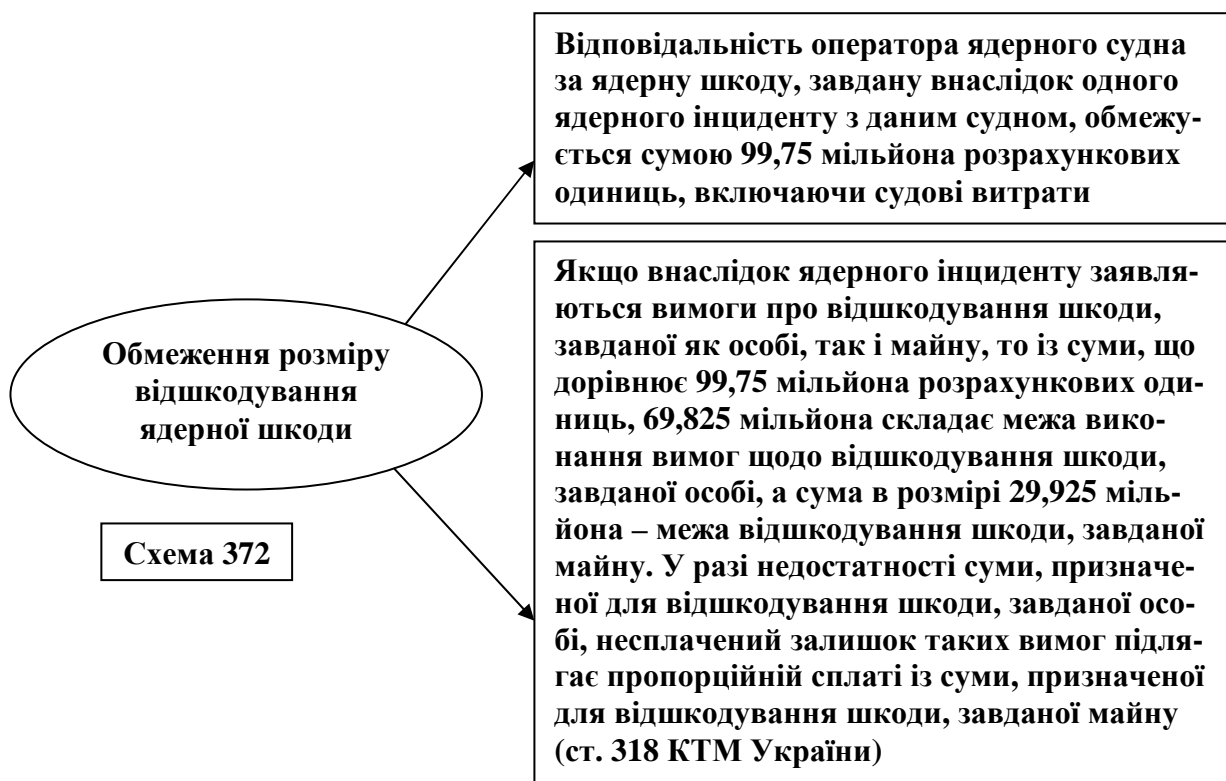 Відповідальність оператора ядерного судна
за ядерну шкоду, завдану внаслідок одного
ядерного інциденту з даним судном, обмежу-
ється сумою 99,75 мільйона розрахункових
одиниць, включаючи судові витрати
Якщо внаслідок ядерного інциденту заявля-
ються вимоги про відшкодування шкоди,
завданої як особі, так і майну, то із суми, що
дорівнює 99,75 мільйона розрахункових оди-
ниць, 69,825 мільйона складає межа вико-
нання вимог щодо відшкодування шкоди,
завданої особі, а сума в розмірі 29,925 міль-
йона – межа відшкодування шкоди, завданої
майну. У разі недостатності суми, призначе-
ної для відшкодування шкоди, завданої осо-
бі, несплачений залишок таких вимог підля-
гає пропорційній сплаті із суми, призначеної
для відшкодування шкоди, завданої майну
(ст. 318 КТМ України)
Обмеження розміру
відшкодування
ядерної шкоди
Схема 372